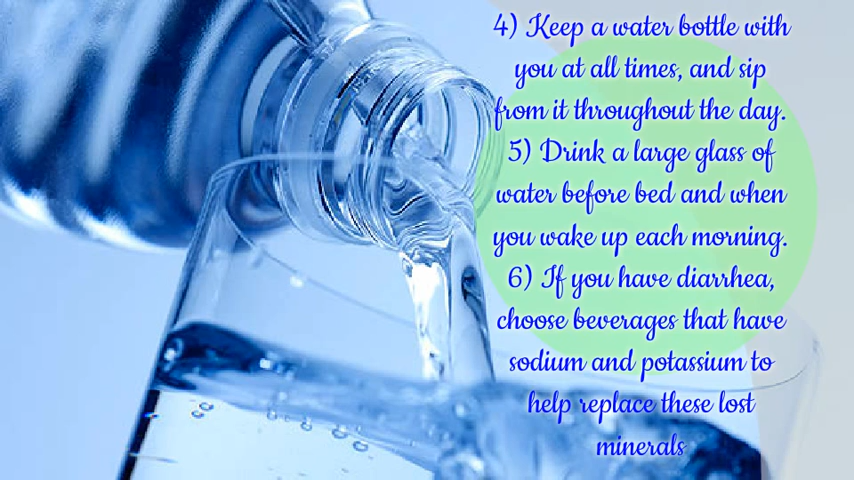 4) Keep a water bottle with
you at all times, and sip
from it throughout the day.
5) Drink a large glass of
water before bed and when
you wake up each morning.
6) If you have diarrhea,
choose beverages that have
sodium and potassium to
help replace these lost
minerals